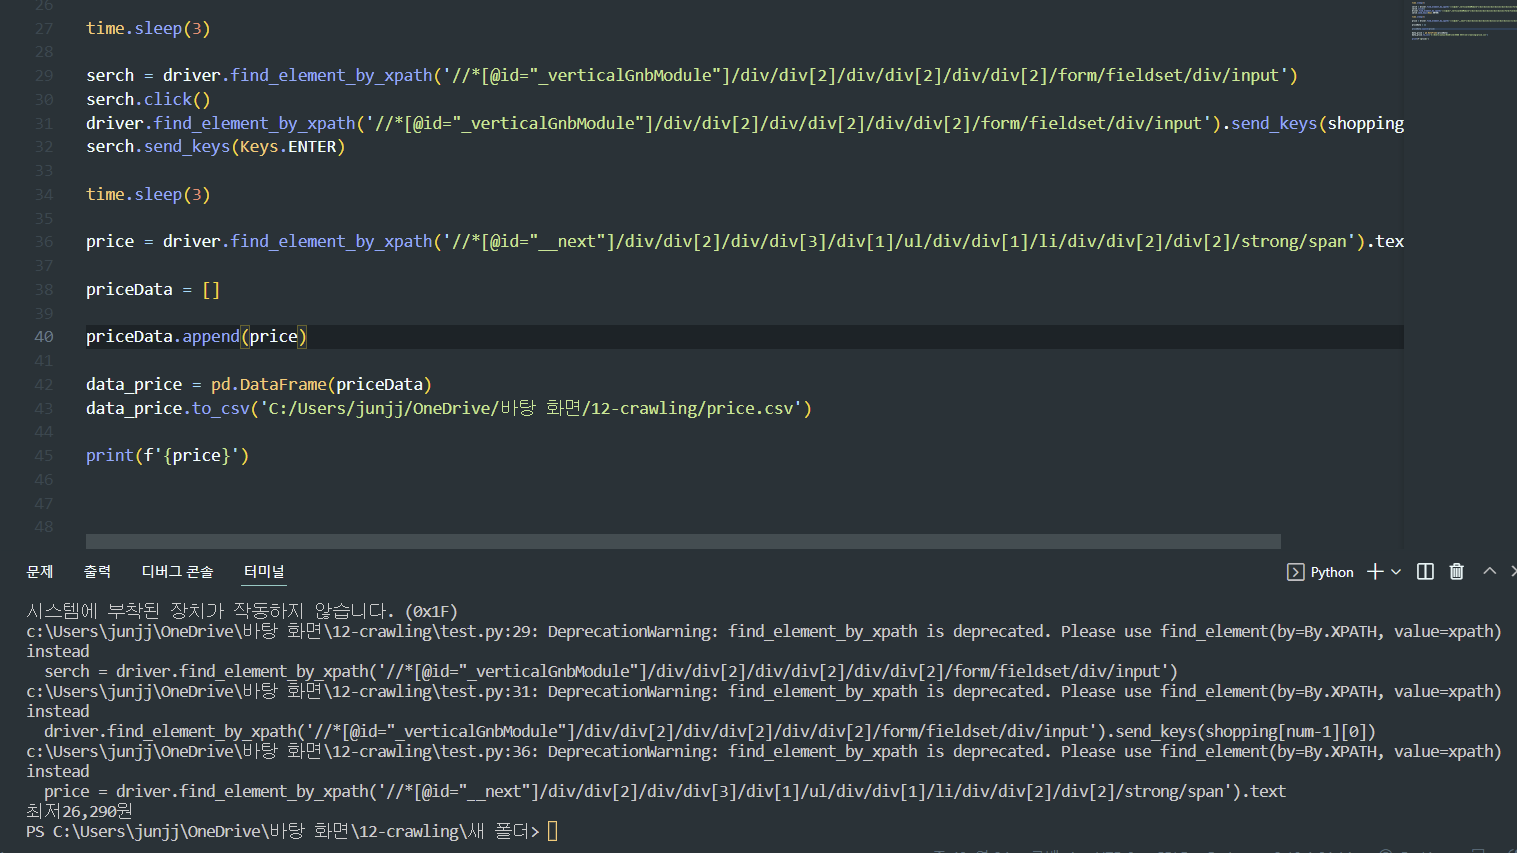 26
27 time.sleep(3)
28
29 serch = driver.find_element_by_xpath('//*[@id="_verticalGnbModule"]/div/div[2]/div/div[2]/div/div[2]/form/fieldset/div/input')
30 serch.click()
31 driver.find_element_by_xpath('//*[@id="_verticalGnbModule"]/div/div[2]/div/div[2]/div/div[2]/form/fieldset/div/input').send_keys(shopping
32 serch.send_keys(Keys.ENTER)
33
34 time.sleep(3)
35
36 price = driver.find_element_by_xpath('//*[@id="__next"]/div/div[2]/div/div[3]/div[1]/ul/div/div[1]/li/div/div[2]/div[2]/strong/span').tex
37
38 priceData = []
39
40 priceData.append(price)
41
42 data_price = pd.DataFrame(priceData)
43 data_price.to_csv('C:/Users/junjj/OneDrive/바탕 화면/12-crawling/price.csv')
44
45 print(f'{price}')
46
47
48
문제 출력 디버그 콘솔 터미널 Python
시스템에 부착된 장치가 작동하지 않습니다. (0x1F)
c:\Users\junjj\OneDrive\바탕 화면\12-crawling\test.py:29: DeprecationWarning: find_element_by_xpath is deprecated. Please use find_element(by=By.XPATH, value=xpath)
instead
serch = driver.find_element_by_xpath('//*[@id="_verticalGnbModule"]/div/div[2]/div/div[2]/div/div[2]/form/fieldset/div/input')
c:\Users\junjj\OneDrive\바탕 화면\12-crawling\test.py:31: DeprecationWarning: find_element_by_xpath is deprecated. Please use find_element(by=By.XPATH, value=xpath)
instead
driver.find_element_by_xpath('//*[@id="_verticalGnbModule"]/div/div[2]/div/div[2]/div/div[2]/form/fieldset/div/input').send_keys(shopping[num-1][0])
c:\Users\junjj\OneDrive\바탕 화면\12-crawling\test.py:36: DeprecationWarning: find_element_by_xpath is deprecated. Please use find_element(by=By.XPATH, value=xpath)
instead
price = driver.find_element_by_xpath('//*[@id="__next"]/div/div[2]/div/div[3]/div[1]/ul/div/div[1]/li/div/div[2]/div[2]/strong/span').text
최저26,290원
PS C:\Users\junjj\OneDrive\바탕 화면\12-crawling\새 폴더>